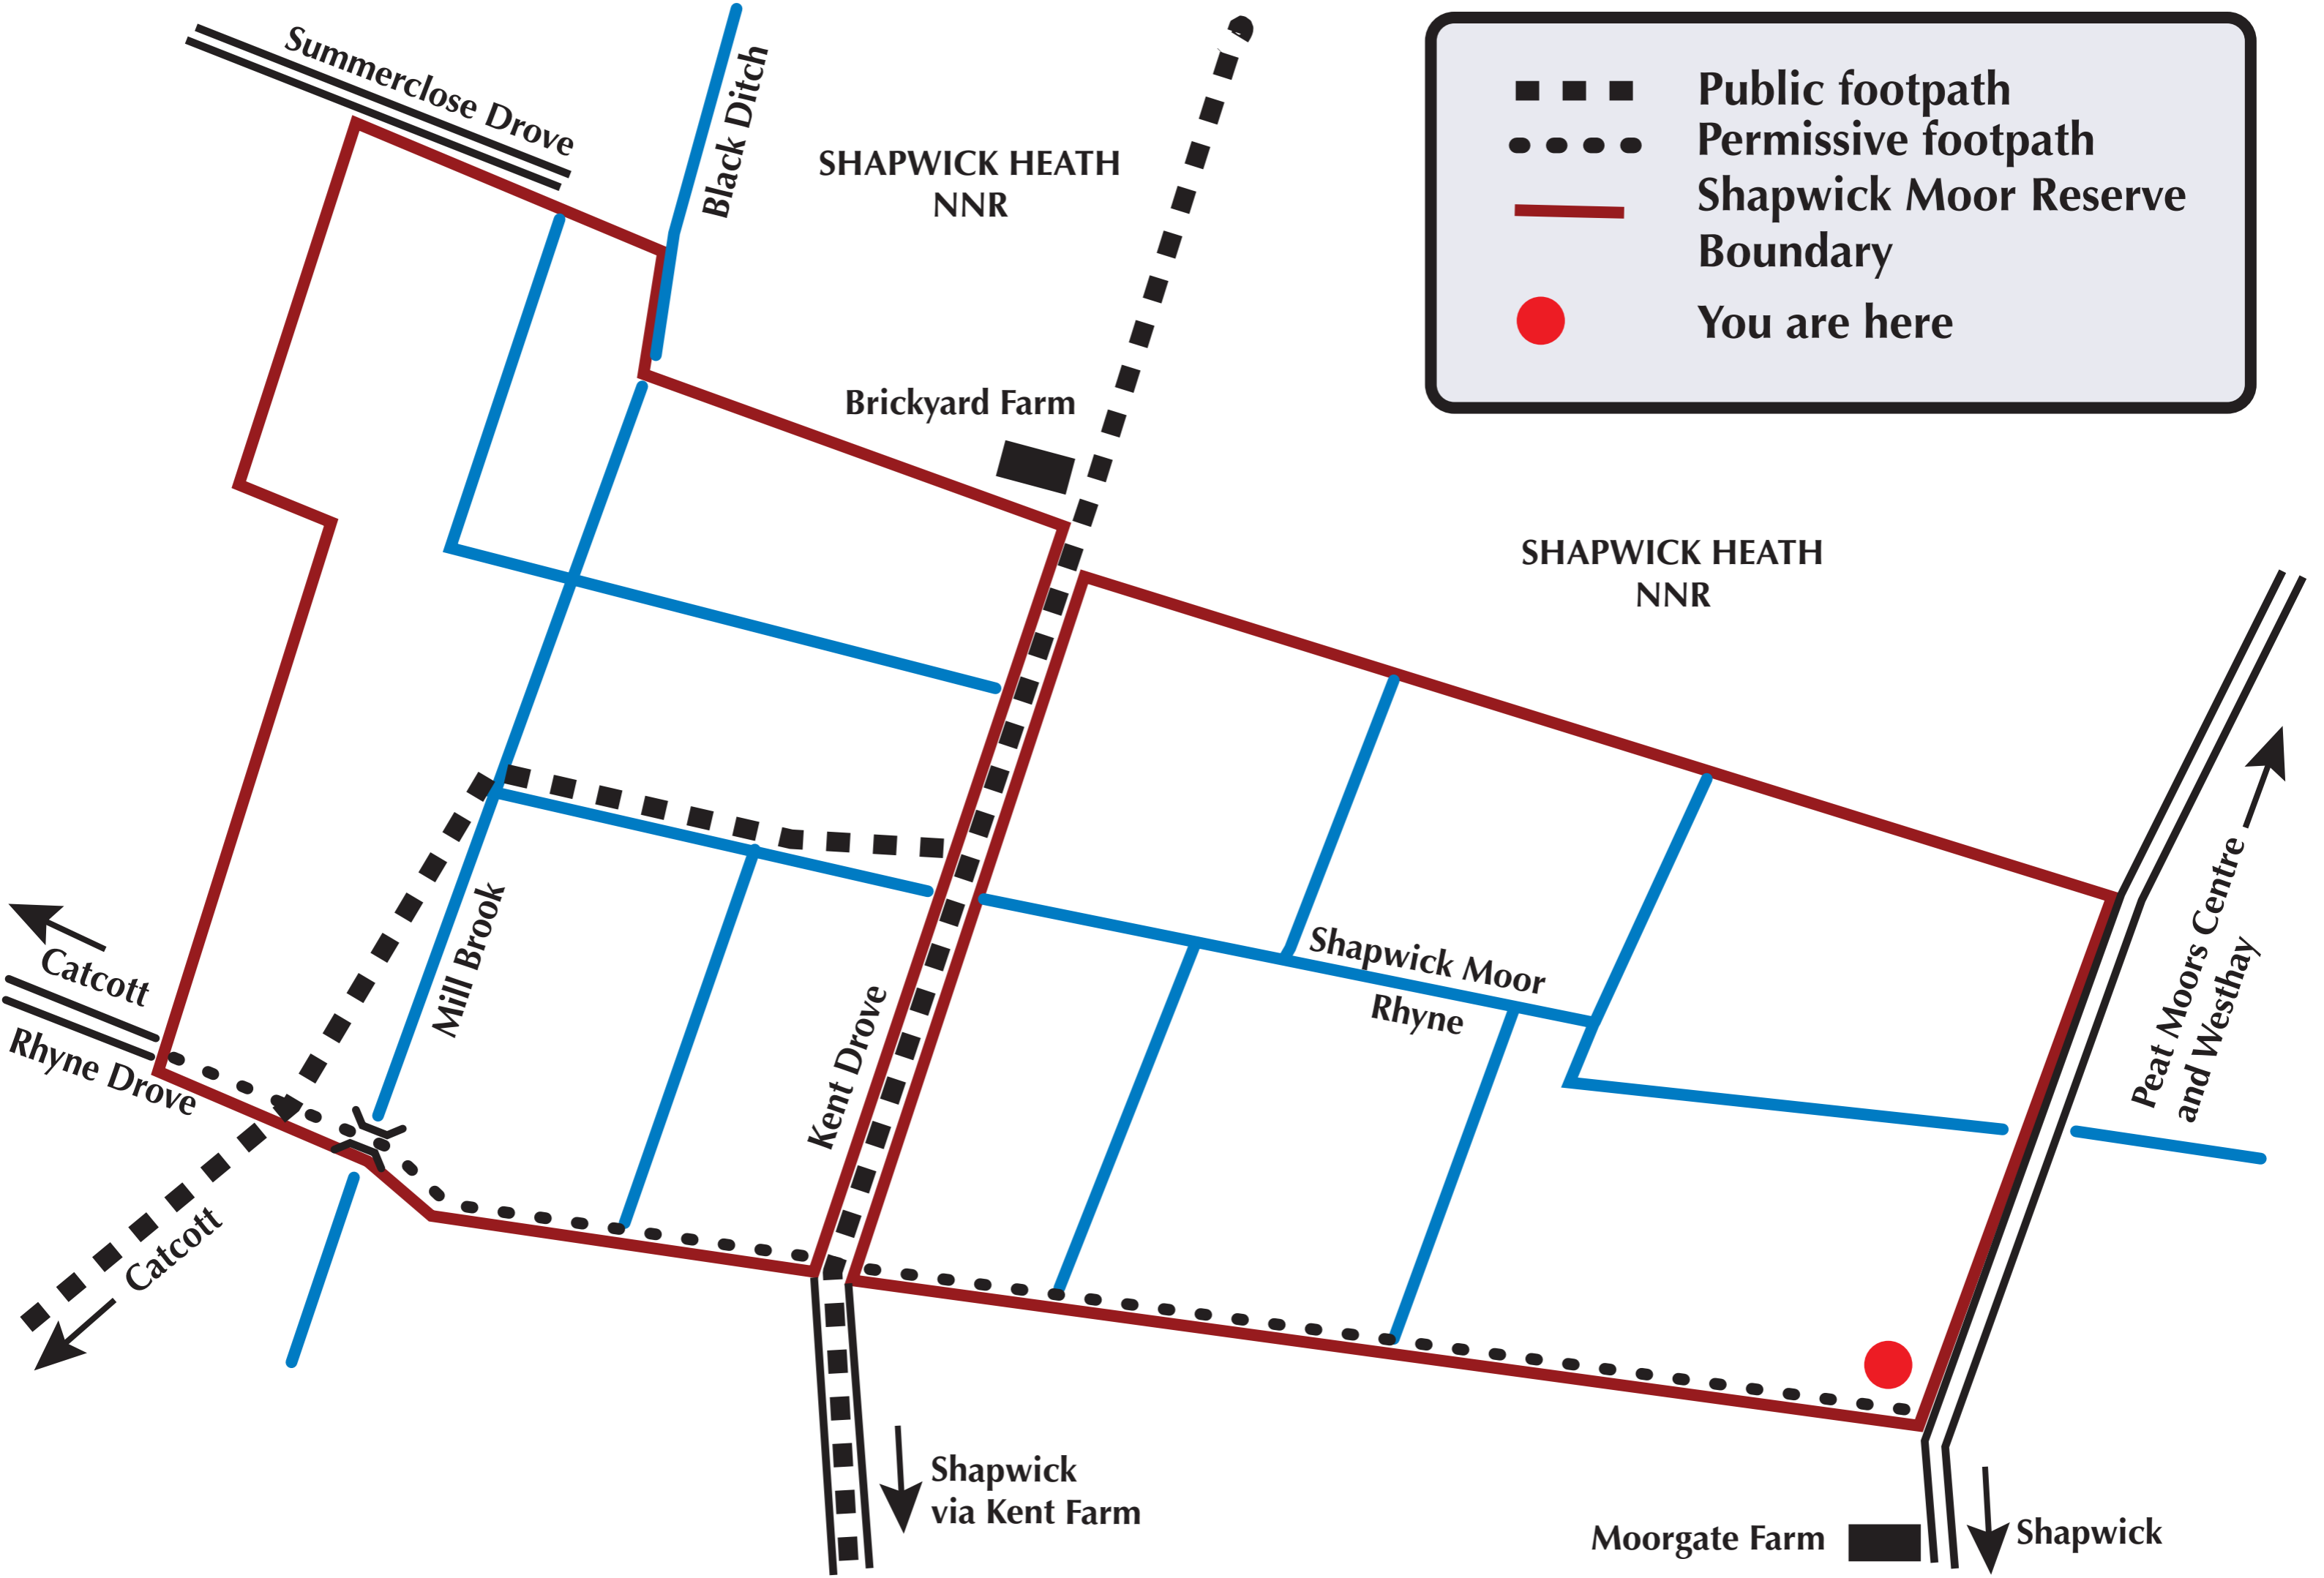 Summerclose Drove
Black Ditch
SHAPWICK HEATH
NNR
Public footpath
Permissive footpath
Shapwick Moor Reserve
Boundary
You are here
Brickyard Farm
SHAPWICK HEATH
NNR
Peat Moors Centre
and Westhay
Catcott
Rhyne Drove
Mill Brook
Kent Drove
Shapwick Moor
Rhyne
Catcott
Shapwick
via Kent Farm
Moorgate Farm
Shapwick